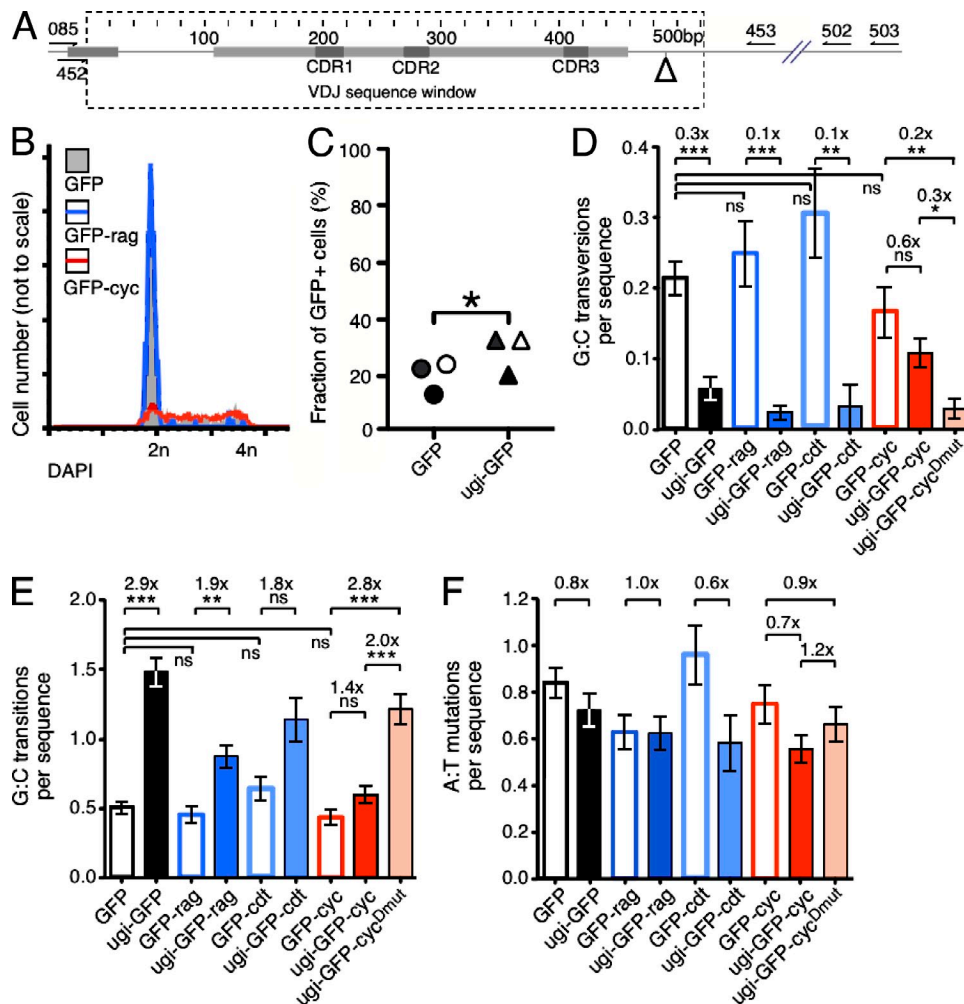 A
085
452
100
200
300
400
500bp
453
502
503
CDR1
CDR2
CDR3
VDJ sequence window
Δ
B
Cell number (not to scale)
GFP
GFP-rag
GFP-cyc
2n
4n
DAPI
C
Fraction of GFP+ cells (%)
100
80
60
40
20
0
*
GFP
ugi-GFP
D
G:C transversions
per sequence
0.4
0.3
0.2
0.1
0.0
0.3x
***
0.1x
***
0.1x
**
0.2x
**
ns
ns
ns
0.3x
*
0.6x
ns
GFP
ugi-GFP
GFP-rag
ugi-GFP-rag
GFP-cdt
ugi-GFP-cdt
GFP-cyc
ugi-GFP-cyc
ugi-GFP-cycDmut
E
G:C transitions
per sequence
2.0
1.5
1.0
0.5
0.0
2.9x
***
1.9x
**
1.8x
ns
2.8x
***
ns
ns
ns
2.0x
***
1.4x
ns
GFP
ugi-GFP
GFP-rag
ugi-GFP-rag
GFP-cdt
ugi-GFP-cdt
GFP-cyc
ugi-GFP-cyc
ugi-GFP-cycDmut
F
A:T mutations
per sequence
1.2
1.0
0.8
0.6
0.4
0.2
0.0
0.8x
1.0x
0.6x
0.9x
0.7x
1.2x
GFP
ugi-GFP
GFP-rag
ugi-GFP-rag
GFP-cdt
ugi-GFP-cdt
GFP-cyc
ugi-GFP-cyc
ugi-GFP-cycDmut